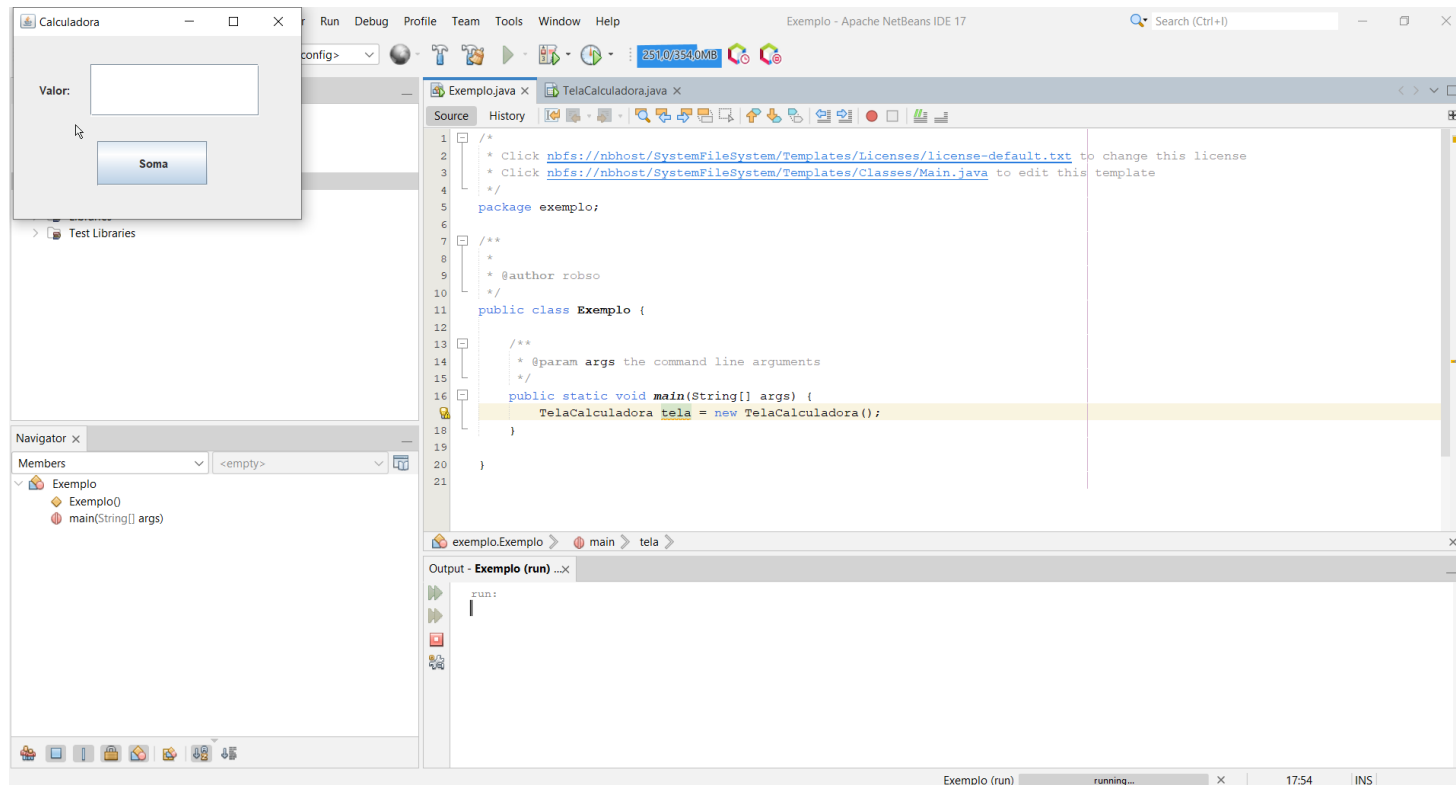 Calculadora
Run Debug Profile Team Tools Window Help
Exemplo - Apache NetBeans IDE 17
Search (Ctrl+I)
config>
251,0/354,0MB
Valor:
Soma
Libraries
Test Libraries
Exemplo.java
TelaCalculadora.java
Source History
1 /*
2 * Click nbfs://nbhost/SystemFileSystem/Templates/Licenses/license-default.txt to change this license
3 * Click nbfs://nbhost/SystemFileSystem/Templates/Classes/Main.java to edit this template
4 */
5 package exemplo;
6
7 /**
8 *
9 * @author robso
10 */
11 public class Exemplo {
12
13 /**
14 * @param args the command line arguments
15 */
16 public static void main(String[] args) {
TelaCalculadora tela = new TelaCalculadora();
18 }
19
20 }
21
exemplo.Exemplo main tela
Navigator
Members
<empty>
Exemplo
Exemplo()
main(String[] args)
Output - Exemplo (run) ...
run:
Exemplo (run)
running...
17:54
INS